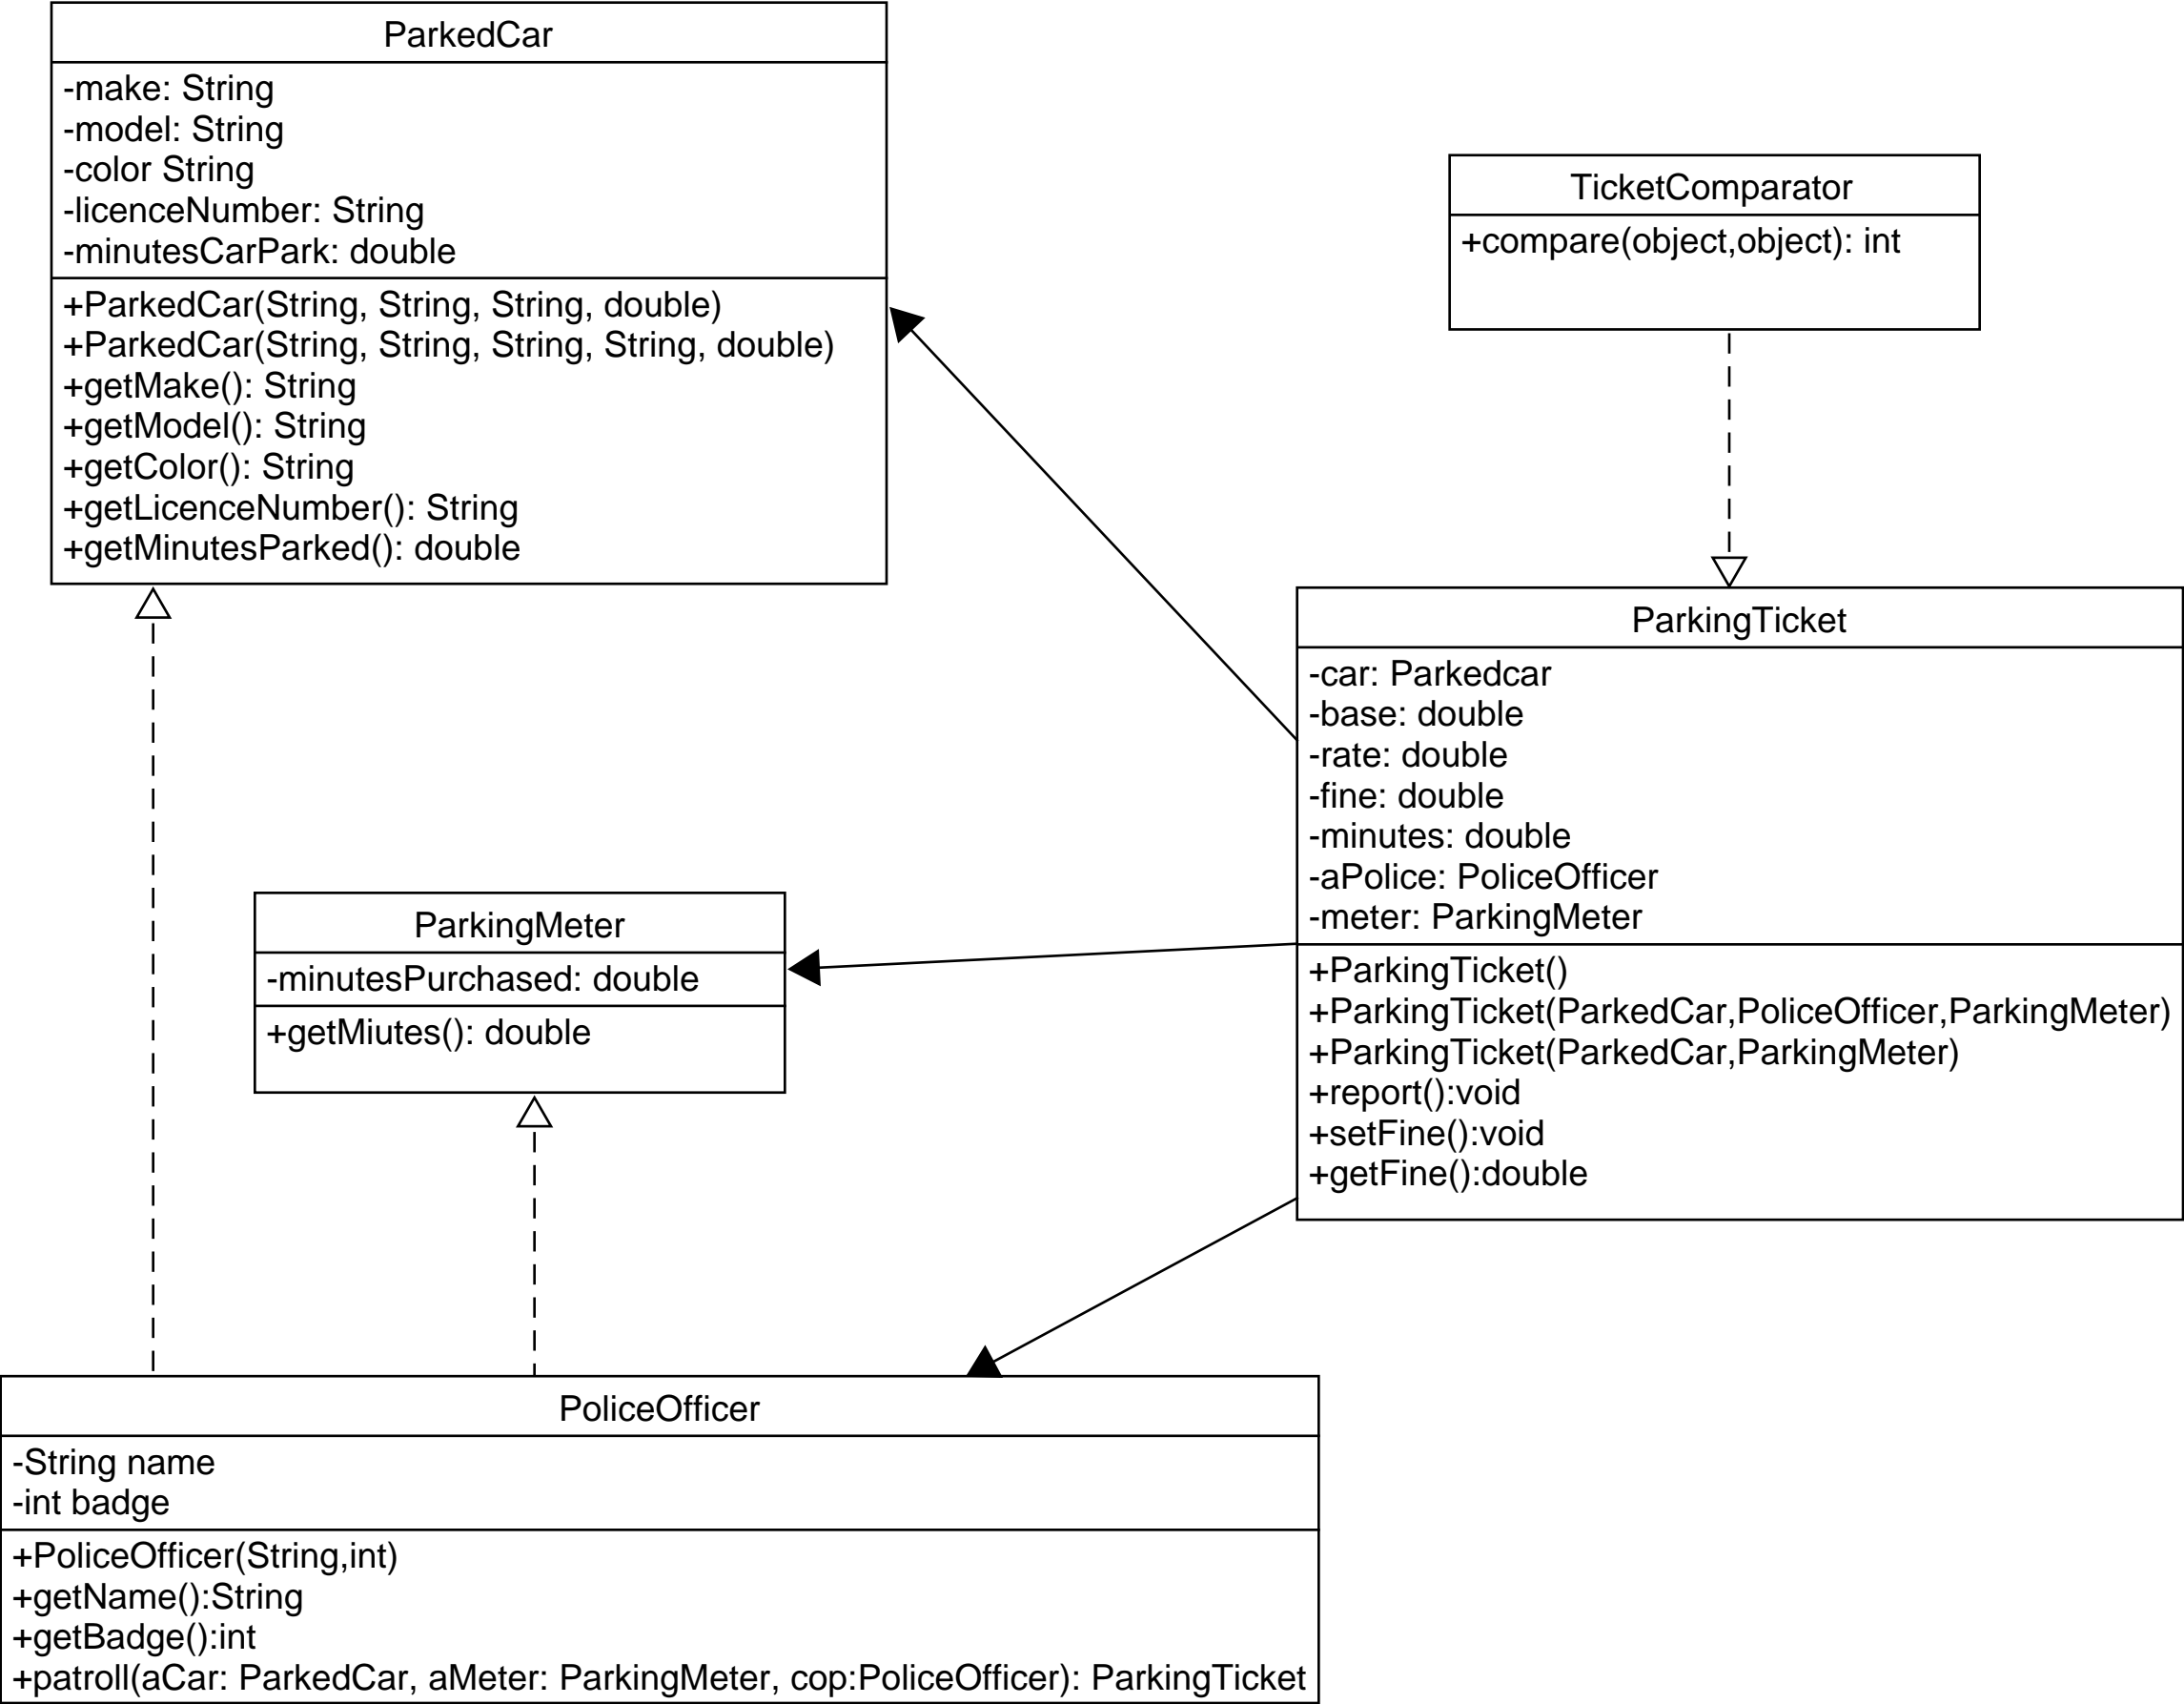 ParkedCar
-make: String
-model: String
-color String
-licenceNumber: String
-minutesCarPark: double
+ParkedCar(String, String, String, double)
+ParkedCar(String, String, String, String, double)
+getMake(): String
+getModel(): String
+getColor(): String
+getLicenceNumber(): String
+getMinutesParked(): double
TicketComparator
+compare(object,object): int
ParkingTicket
-car: Parkedcar
-base: double
-rate: double
-fine: double
-minutes: double
-aPolice: PoliceOfficer
-meter: ParkingMeter
+ParkingTicket()
+ParkingTicket(ParkedCar,PoliceOfficer,ParkingMeter)
+ParkingTicket(ParkedCar,ParkingMeter)
+report():void
+setFine():void
+getFine():double
ParkingMeter
-minutesPurchased: double
+getMiutes(): double
PoliceOfficer
-String name
-int badge
+PoliceOfficer(String,int)
+getName():String
+getBadge():int
+patroll(aCar: ParkedCar, aMeter: ParkingMeter, cop:PoliceOfficer): ParkingTicket